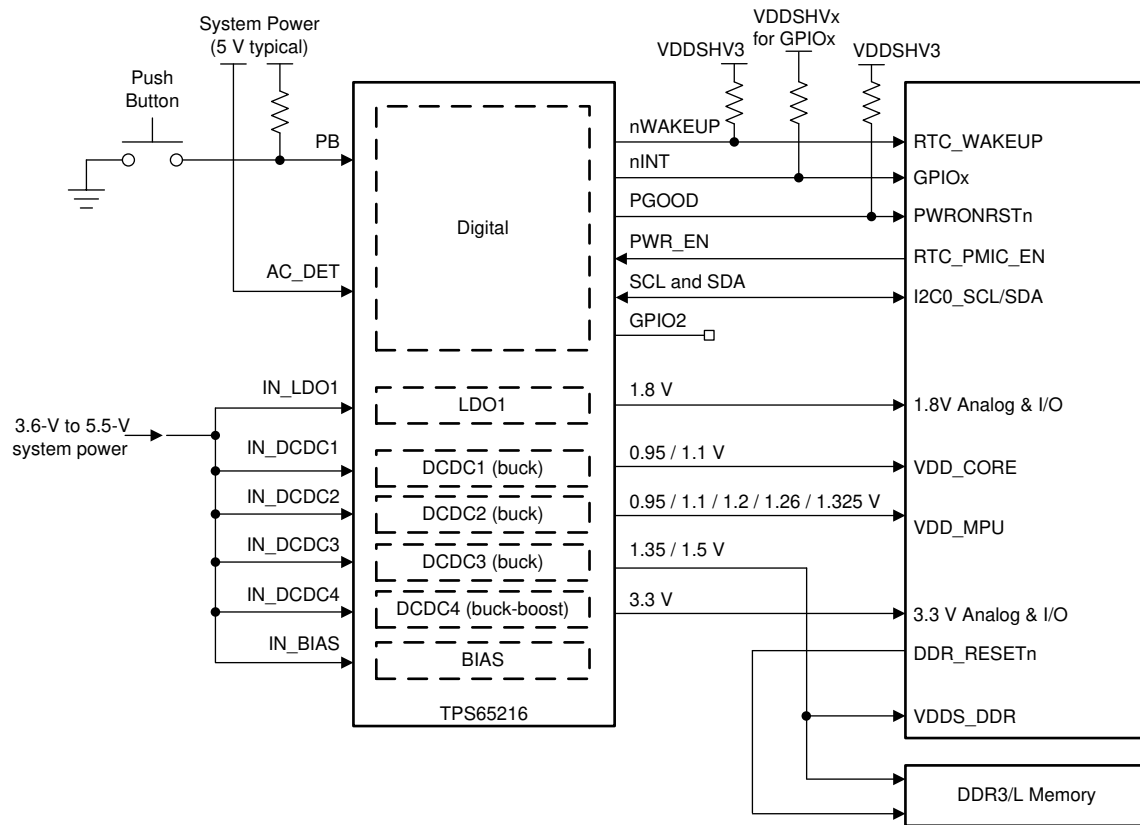 System Power
(5 V typical)
VDDSHVx
for GPIOx
VDDSHV3
VDDSHV3
Push
Button
PB
AC_DET
Digital
nWAKEUP
RTC_WAKEUP
nINT
GPIOx
PGOOD
PWRONRSTn
PWR_EN
RTC_PMIC_EN
SCL and SDA
I2C0_SCL/SDA
GPIO2
3.6-V to 5.5-V
system power
IN_LDO1
LDO1
1.8 V
1.8V Analog & I/O
IN_DCDC1
DCDC1 (buck)
0.95 / 1.1 V
VDD_CORE
IN_DCDC2
DCDC2 (buck)
0.95 / 1.1 / 1.2 / 1.26 / 1.325 V
VDD_MPU
IN_DCDC3
DCDC3 (buck)
1.35 / 1.5 V
IN_DCDC4
DCDC4 (buck-boost)
3.3 V
3.3 V Analog & I/O
IN_BIAS
BIAS
DDR_RESETn
TPS65216
VDDS_DDR
DDR3/L Memory